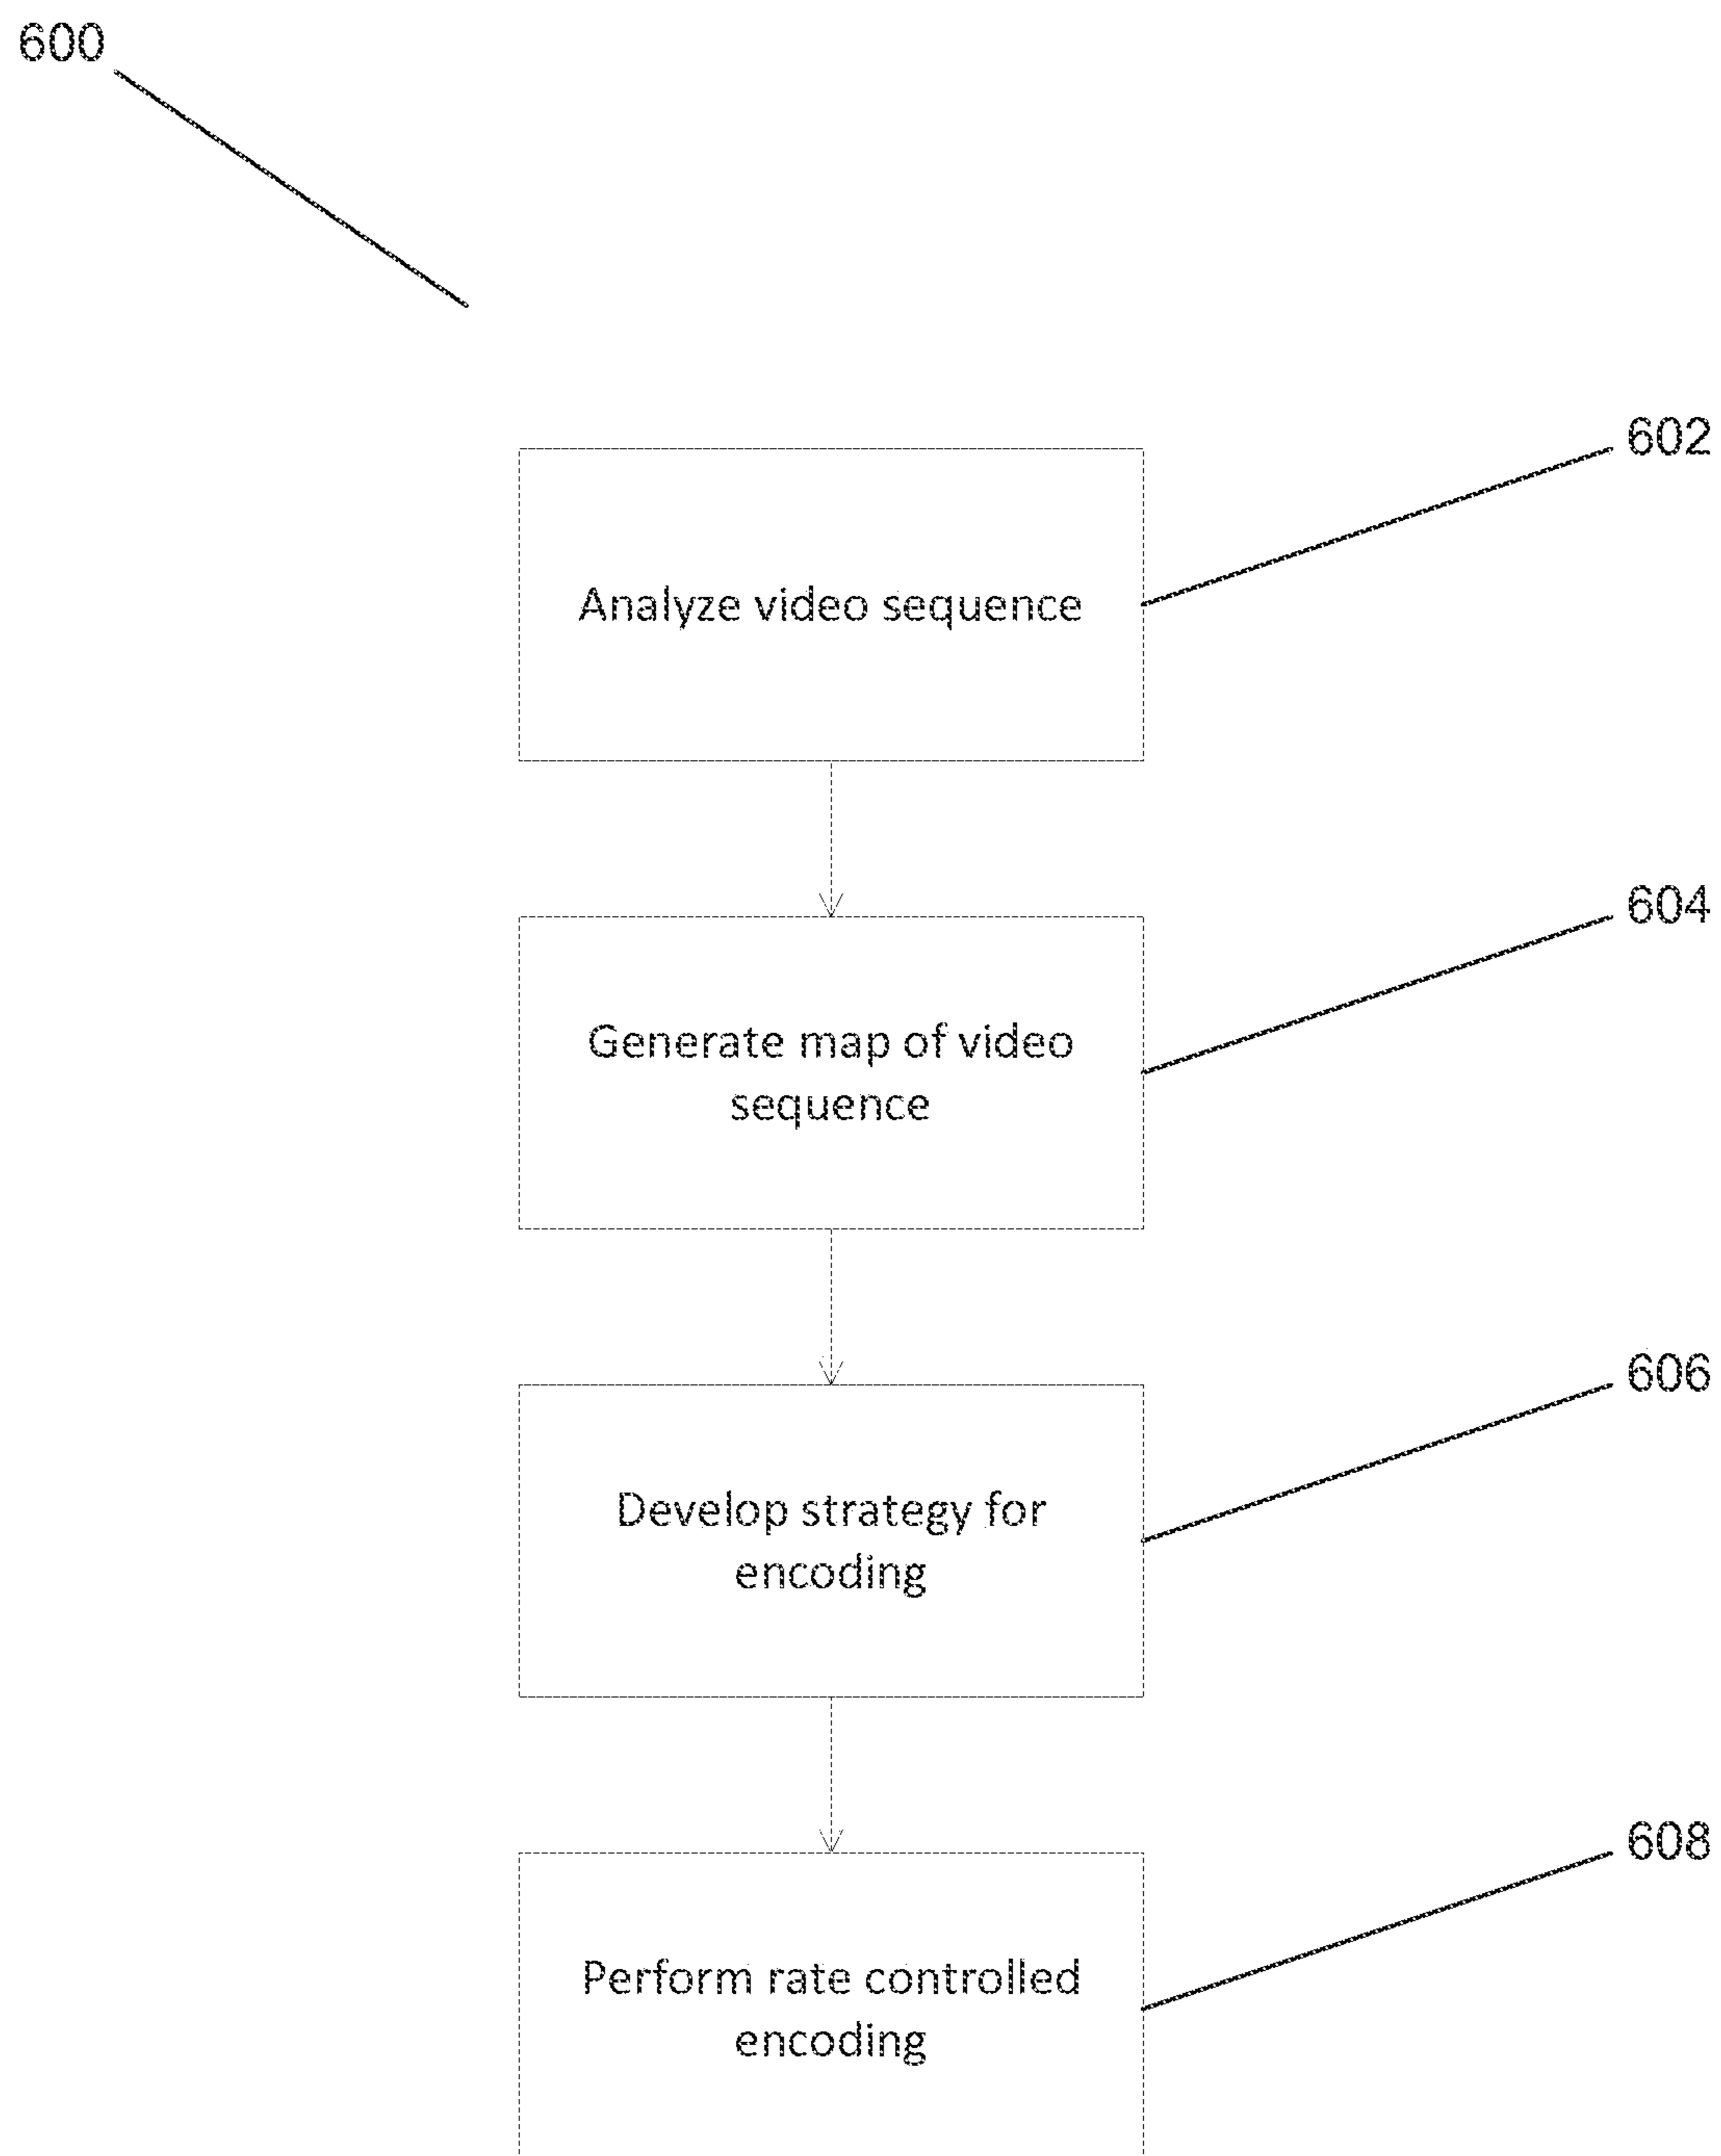 600
602
Analyze video sequence
604
Generate map of video
sequence
606
Develop strategy for
encoding
608
Perform rate controlled
encoding